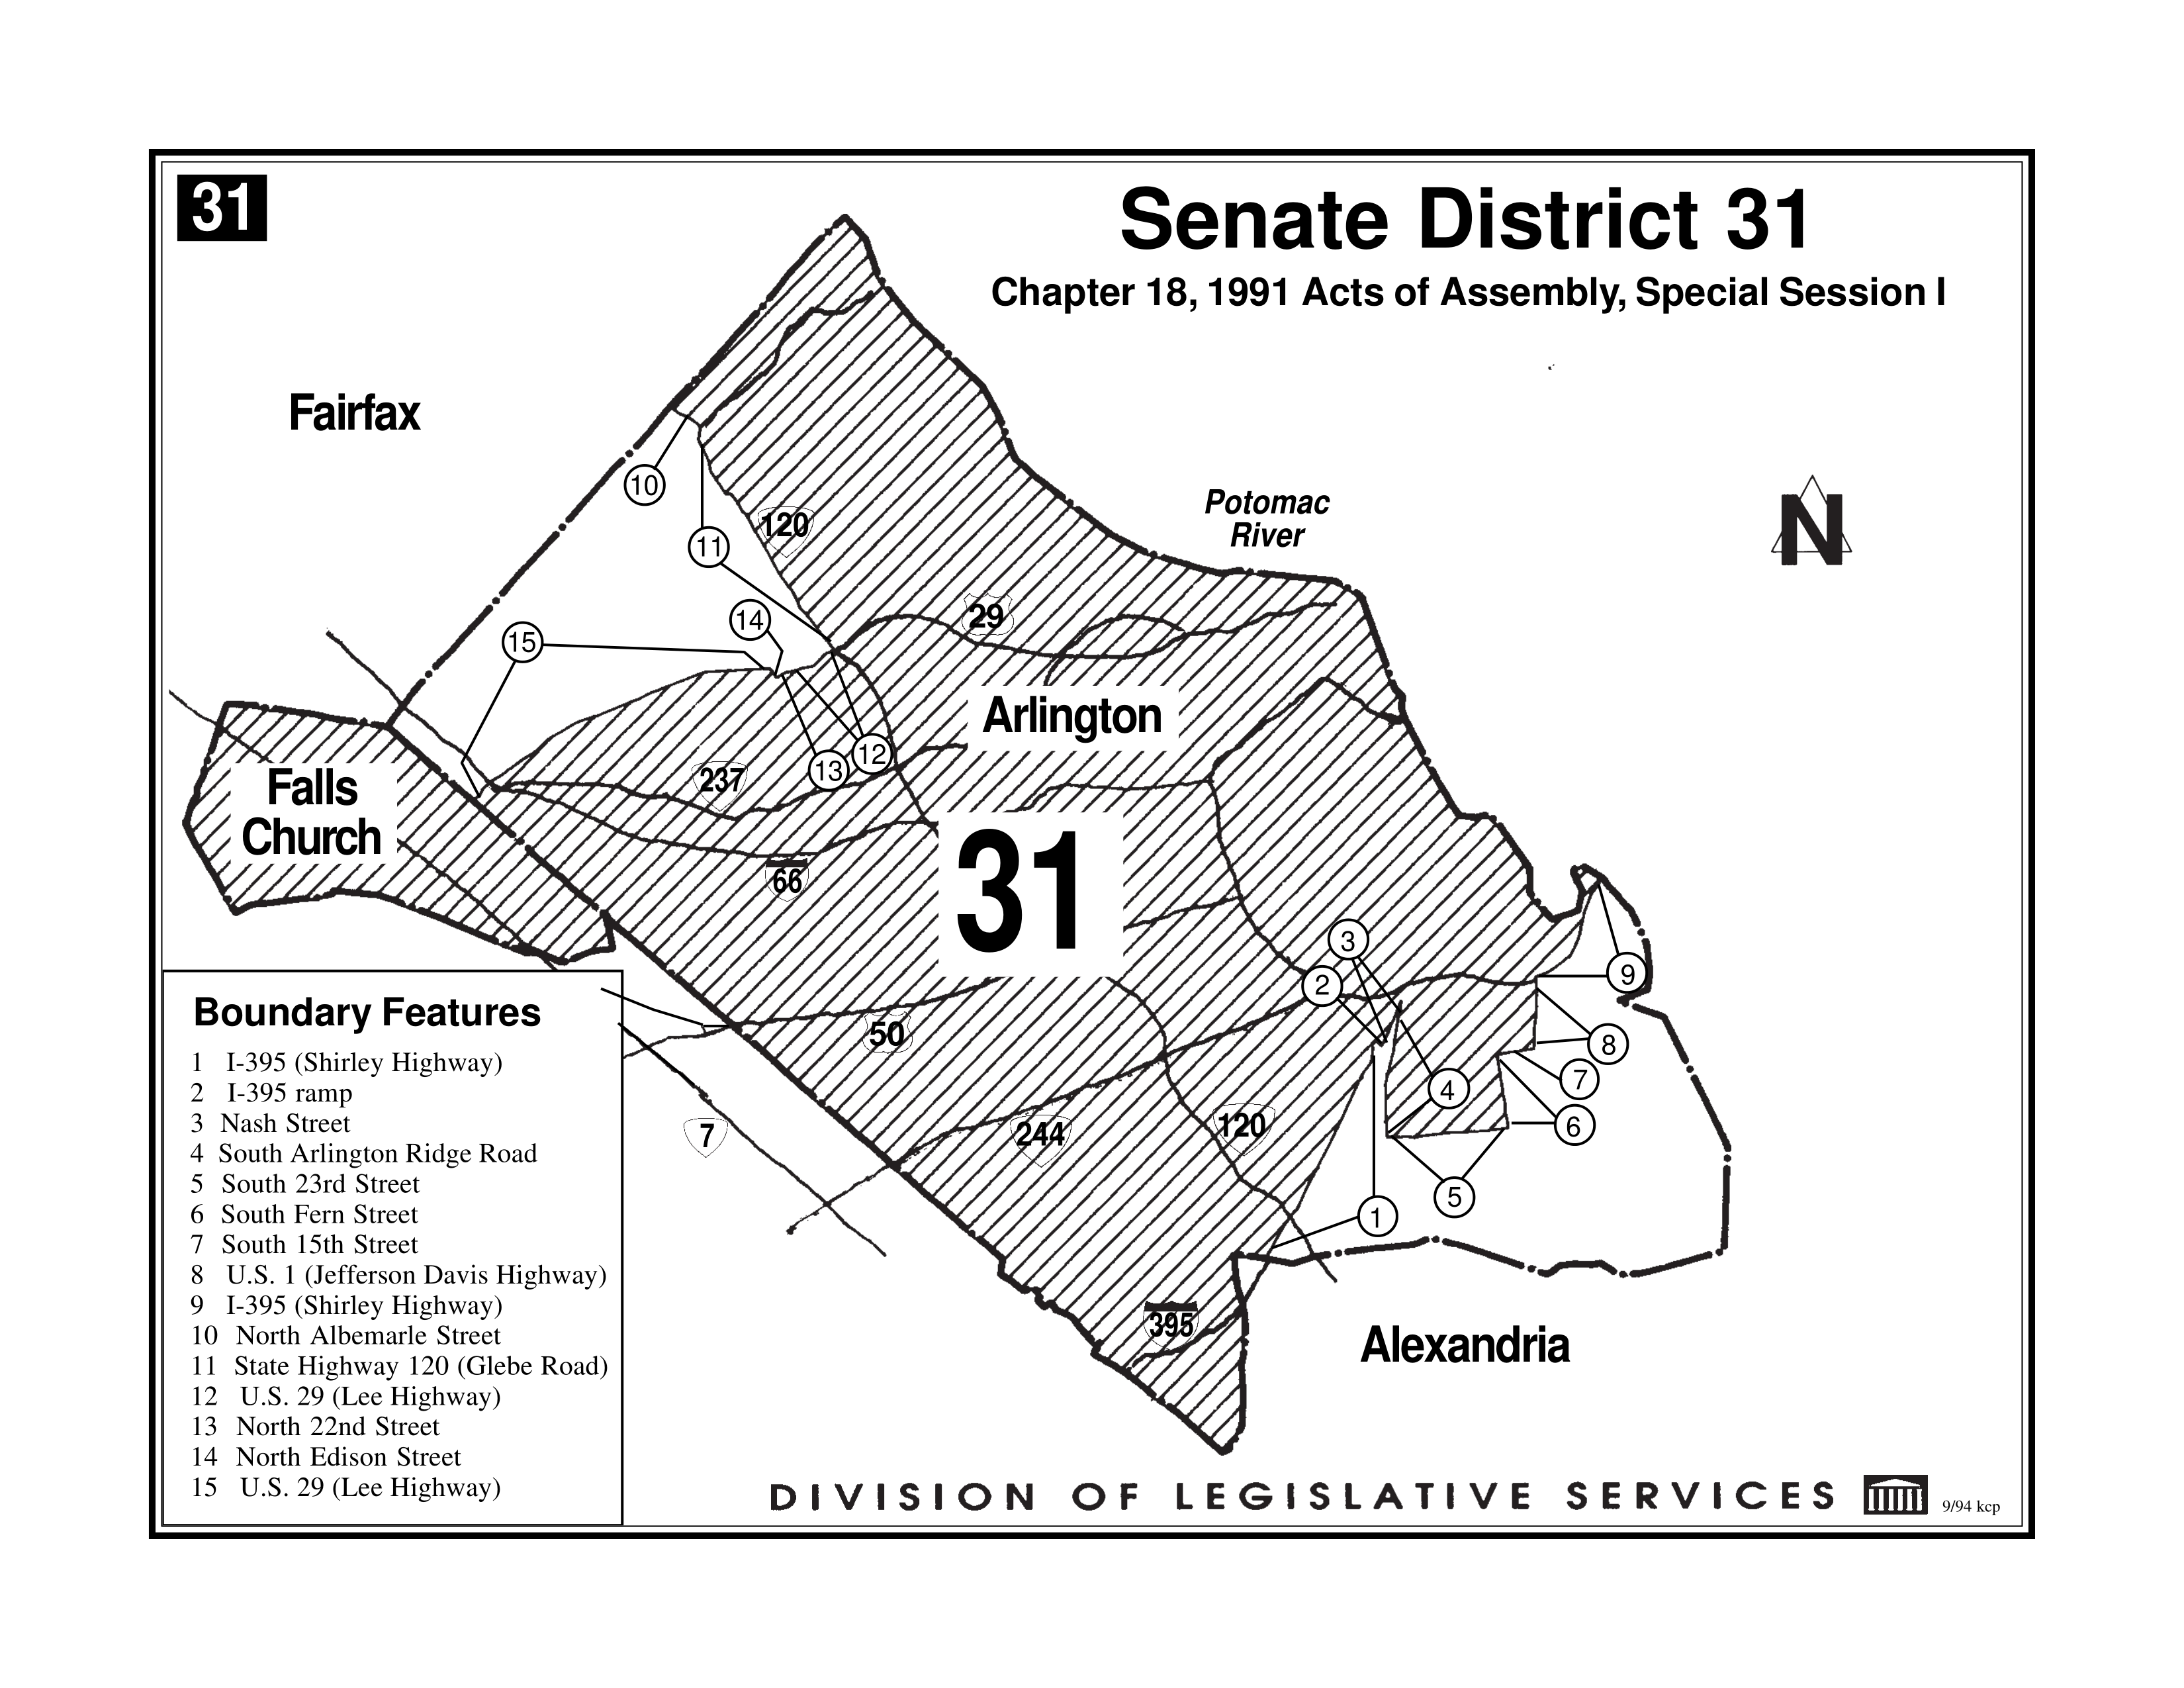 31
Senate District 31
Chapter 18, 1991 Acts of Assembly, Special Session I
Fairfax
10
Potomac
River
N
120
11
14
29
15
Arlington
12
13
237
Falls
Church
31
66
3
2
9
50
8
7
4
6
244
120
7
5
1
395
Alexandria
Boundary Features
1 I-395 (Shirley Highway)
2 I-395 ramp
3 Nash Street
4 South Arlington Ridge Road
5 South 23rd Street
6 South Fern Street
7 South 15th Street
8 U.S. 1 (Jefferson Davis Highway)
9 I-395 (Shirley Highway)
10 North Albemarle Street
11 State Highway 120 (Glebe Road)
12 U.S. 29 (Lee Highway)
13 North 22nd Street
14 North Edison Street
15 U.S. 29 (Lee Highway)
DIVISION OF LEGISLATIVE SERVICES
9/94 kcp